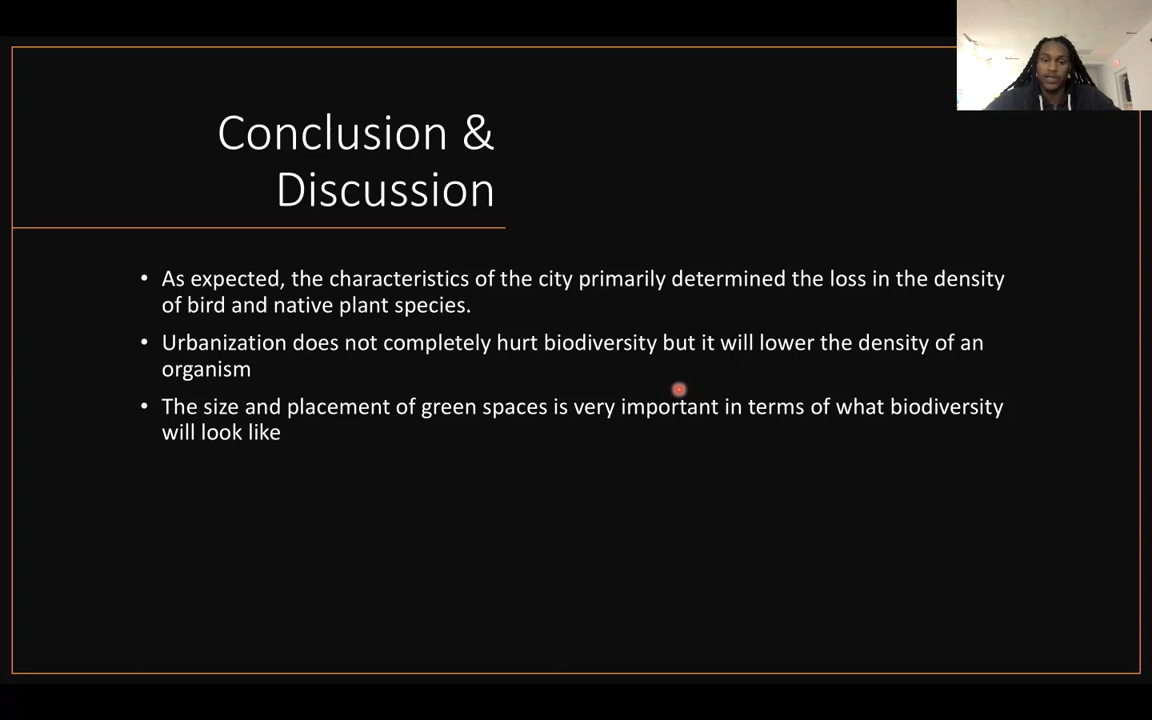 Conclusion &
Discussion
• As expected, the characteristics of the city primarily determined the loss in the density
of bird and native plant species.
• Urbanization does not completely hurt biodiversity but it will lower the density of an
organism
• The size and placement of green spaces is very important in terms of what biodiversity
will look like